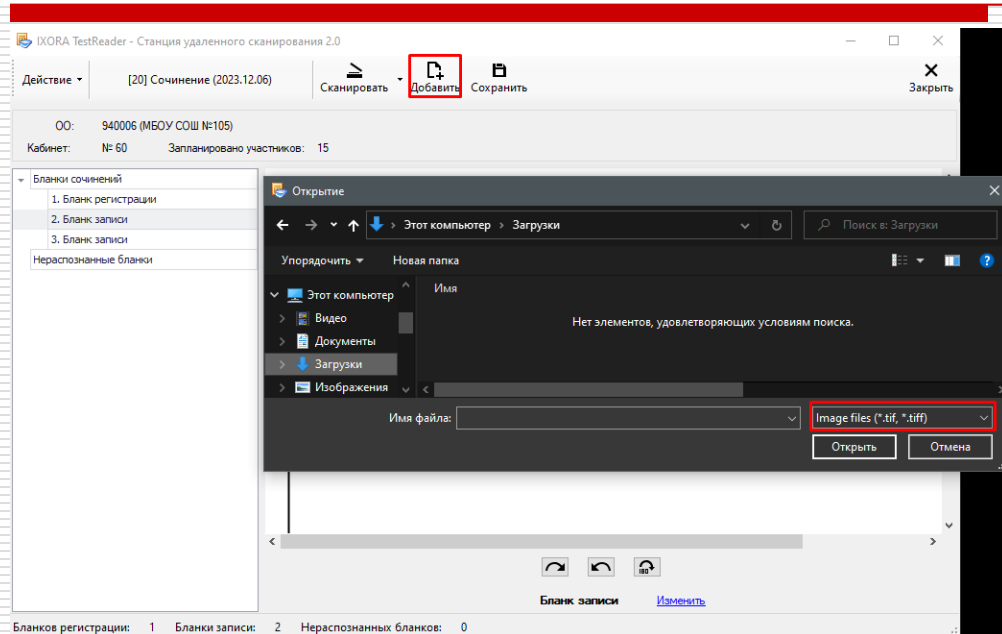 IXORA TestReader - Станция удаленного сканирования 2.0
Действие
[20] Сочинение (2023.12.06)
Сканировать
Добавить
Сохранить
Закрыть
ОО: 940006 (МБОУ СОШ №105)
Кабинет: № 60 Запланировано участников: 15
Бланки сочинений
1. Бланк регистрации
2. Бланк записи
3. Бланк записи
Нераспознанные бланки
Открытие
Этот компьютер > Загрузки
Поиск в: Загрузки
Упорядочить
Новая папка
Этот компьютер
Видео
Документы
Загрузки
Изображения
Имя
Нет элементов, удовлетворяющих условиям поиска.
Имя файла:
Image files (*.tif, *.tiff)
Открыть
Отмена
180
Бланк записи Изменить
Бланков регистрации: 1 Бланки записи: 2 Нераспознанных бланков: 0